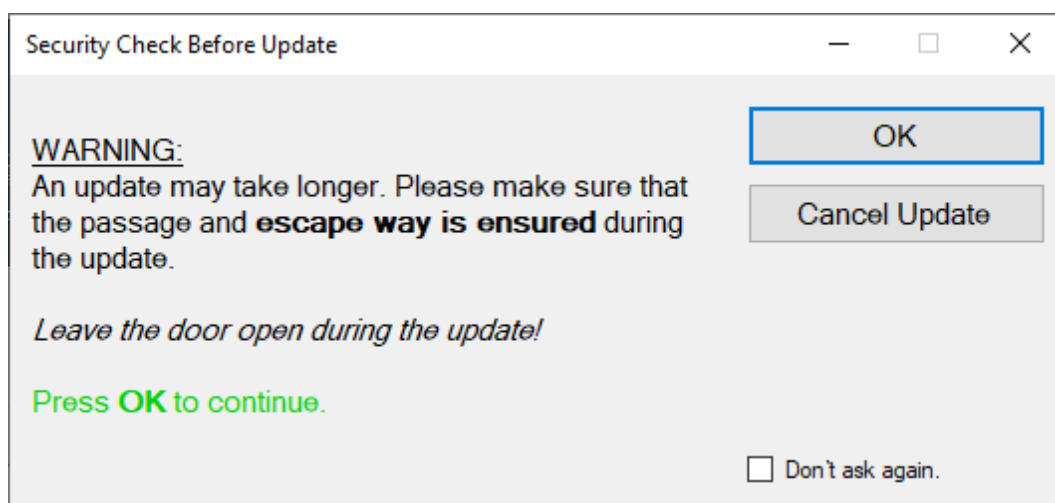 Security Check Before Update
WARNING:
An update may take longer. Please make sure that
the passage and escape way is ensured during
the update.
Leave the door open during the update!
Press OK to continue.
OK
Cancel Update
Don't ask again.